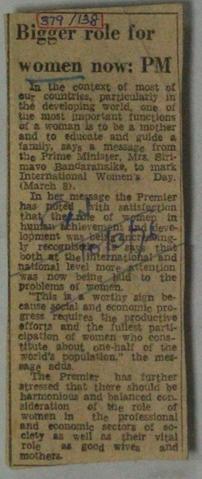 379/138
Bigger role for
women now: PM
In the context of most of
our countries, particularly in
the developing world, one of
the most important functions
of a woman is to be a mother
and to educate and guide a
family, says a message from
the Prime Minister, Mrs. Siri-
mavo Bandaranaike, to mark
International Women's Day.
(March 8).
In her message the Premier
has noted with satisfaction
that the role of women in
human achievement and deve-
lopment was being increasing-
ly recognised. She says that
both at the international and
national level more attention
was now being paid to the
problems of women.
"This is a worthy sign be-
cause social and economic pro-
gress requires the productive
efforts and the fullest parti-
cipation of women who cons-
titute about one-half of the
world's population," the mes-
sage adds.
The Premier has further
stressed that there should be
harmonious and balanced con-
sideration of the role of
women in the professional
and economic sectors of so-
ciety as well as their vital
role as good wives and
mothers.